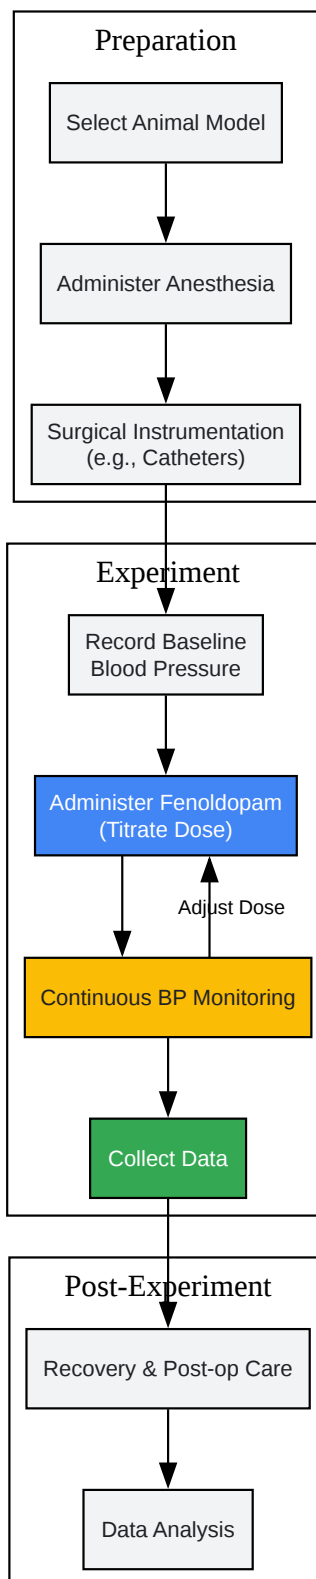 Preparation
Select Animal Model
Administer Anesthesia
Surgical Instrumentation
(e.g., Catheters)
Experiment
Record Baseline
Blood Pressure
Administer Fenoldopam
(Titrate Dose)
Adjust Dose
Continuous BP Monitoring
Collect Data
Post-Experiment
Recovery & Post-op Care
Data Analysis